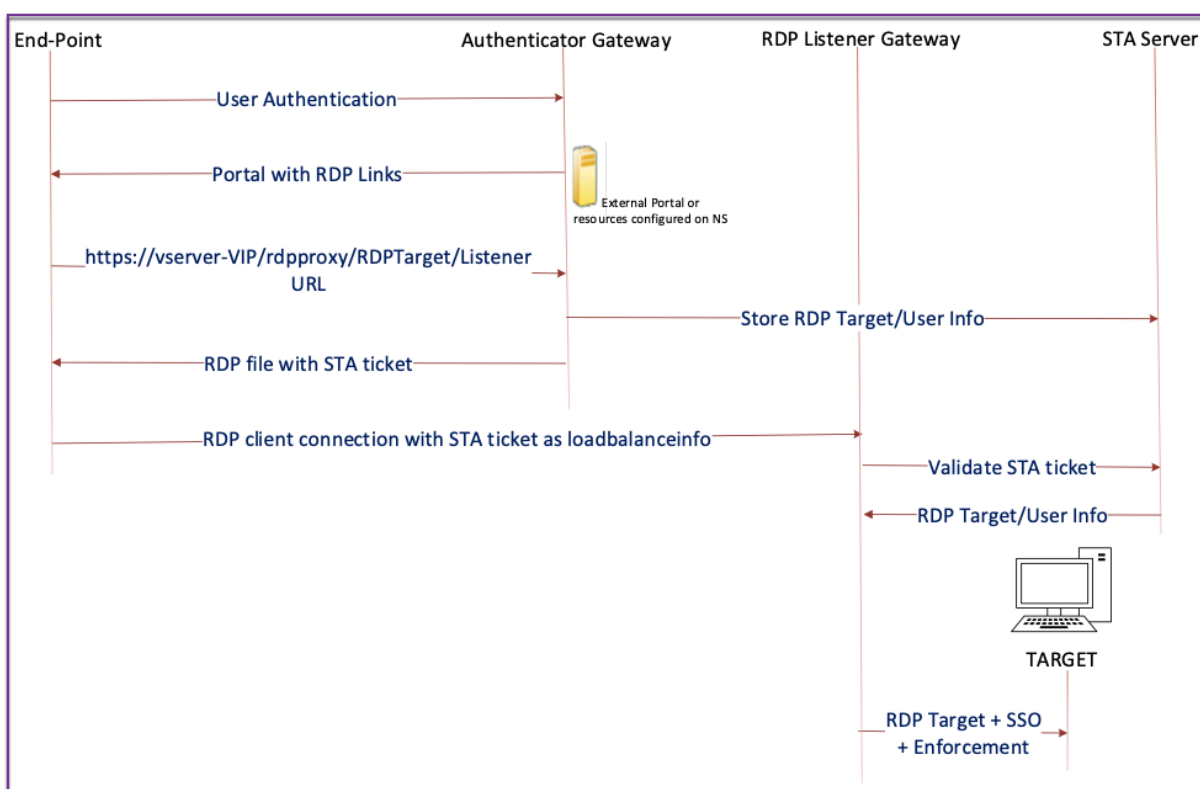 End-Point
Authenticator Gateway
RDP Listener Gateway
STA Server
User Authentication
Portal with RDP Links
External Portal or
resources configured on NS
https://vserver-VIP/rdpproxy/RDPTarget/Listener
URL
Store RDP Target/User Info
RDP file with STA ticket
RDP client connection with STA ticket as loadbalanceinfo
Validate STA ticket
RDP Target/User Info
TARGET
RDP Target + SSO
+ Enforcement